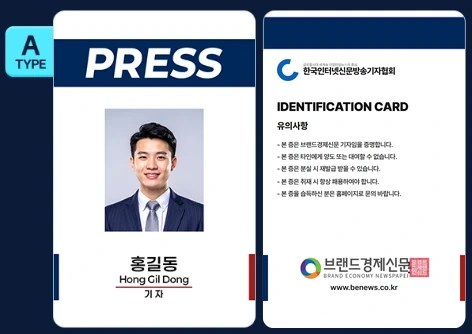 A
TYPE
PRESS
홍길동
Hong Gil Dong
기 자
한국인터넷신문방송기자협회
IDENTIFICATION CARD
유의사항
- 본 증은 브랜드경제신문 기자임을 증명합니다.
- 본 증은 타인에게 양도 또는 대여할 수 없습니다.
- 본 증은 분실 시 재발급 받을 수 있습니다.
- 본 증은 취재 시 항상 패용하여야 합니다.
- 본 증을 습득하신 분은 홈페이지로 문의 바랍니다.
브랜드경제신문
BRAND ECONOMY NEWSPAPER
www.benews.co.kr